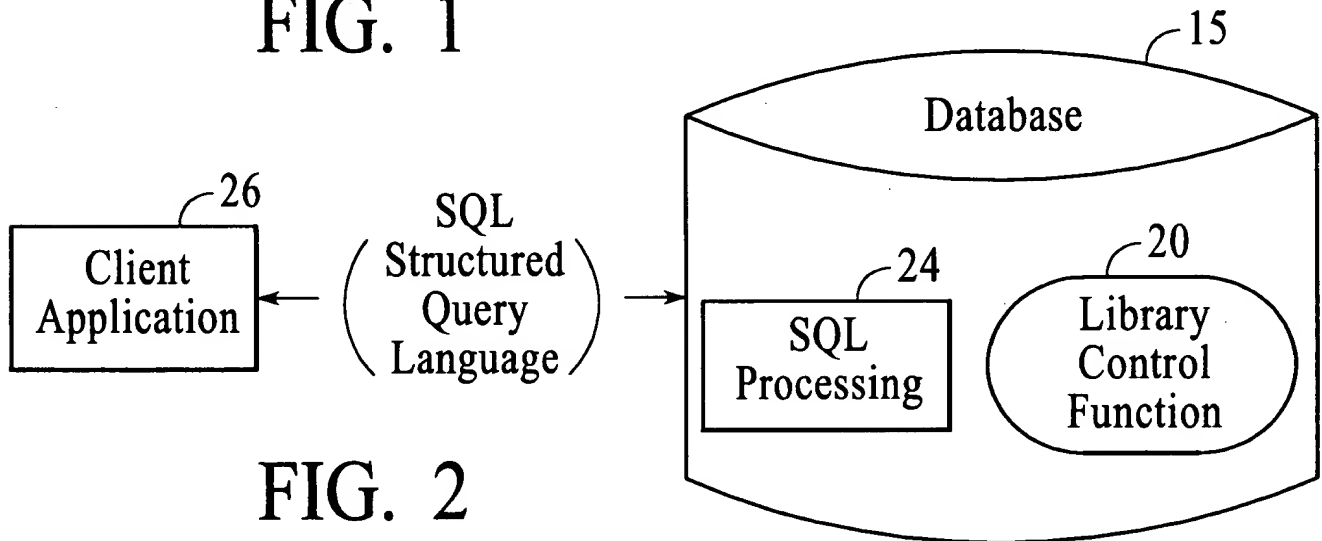 FIG. 1
15
Database
26
Client
Application
SQL
Structured
Query
Language
24
SQL
Processing
20
Library
Control
Function
FIG. 2